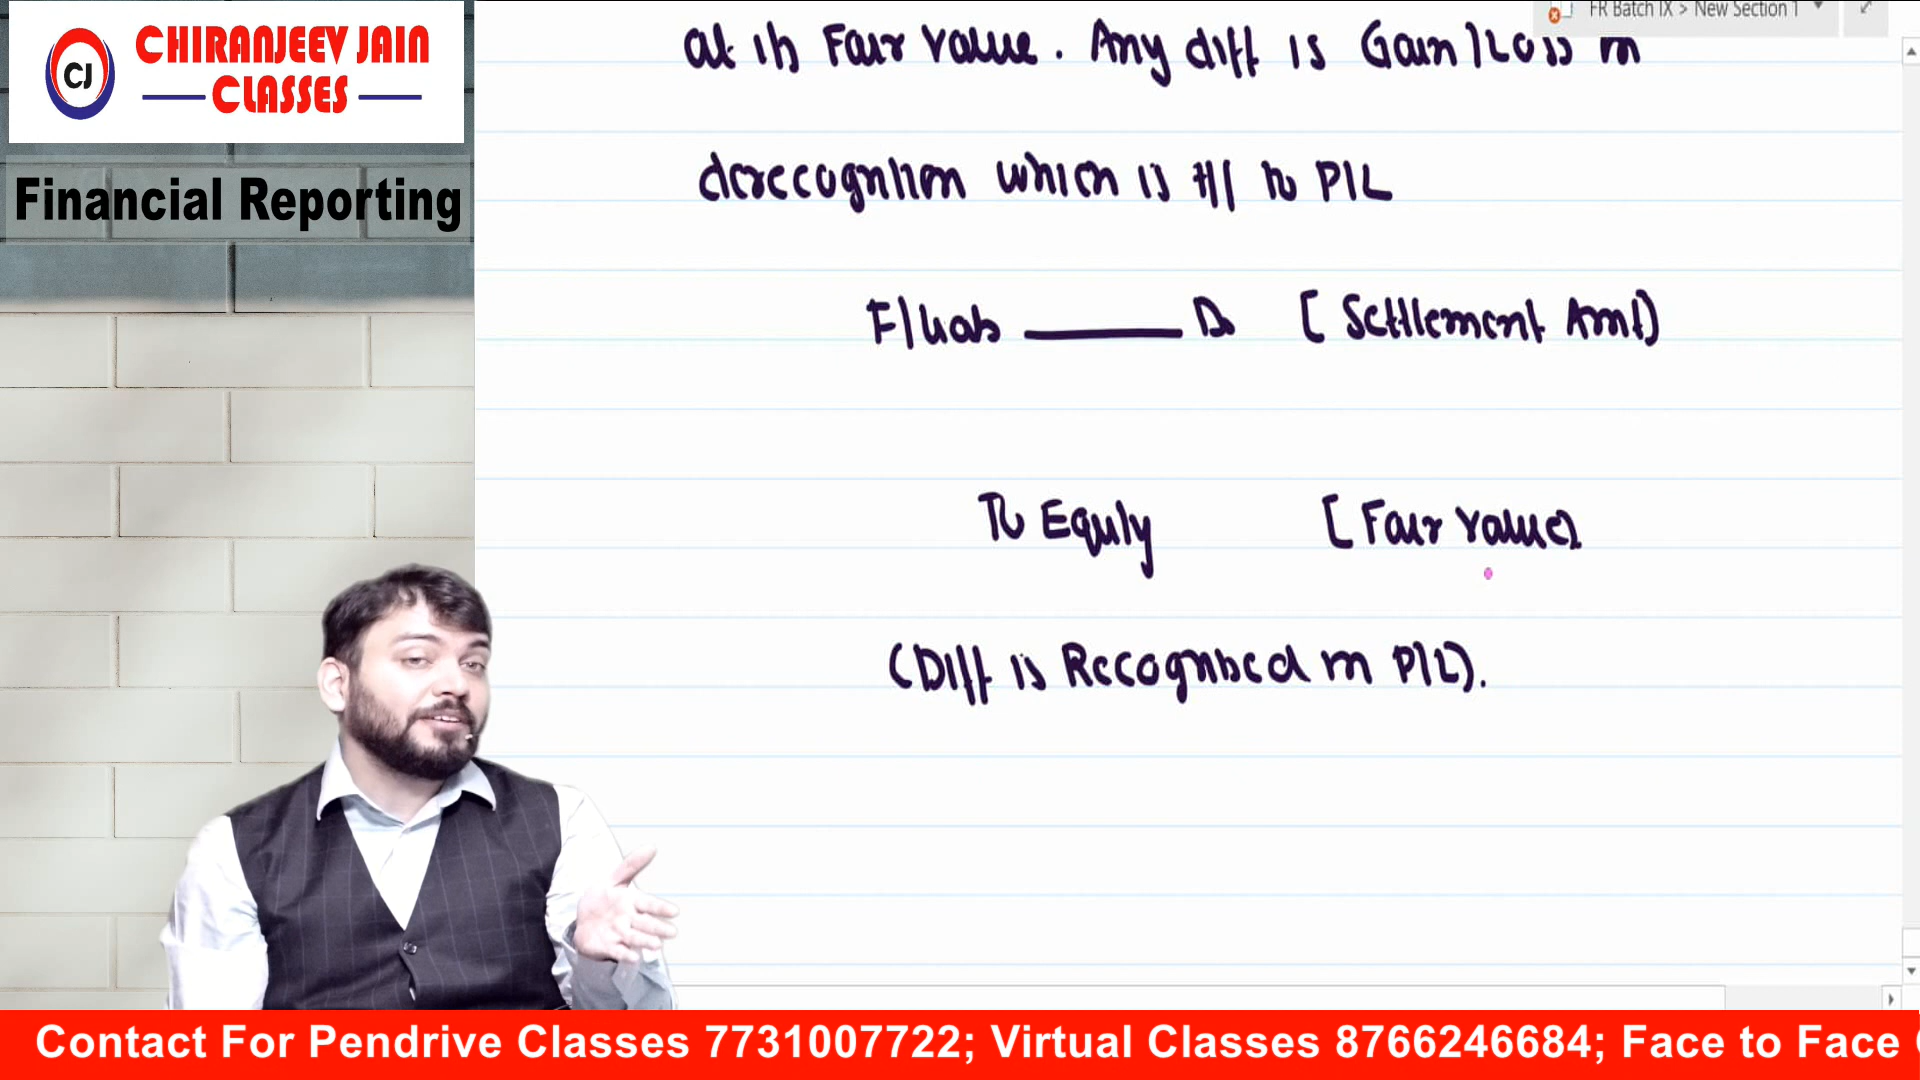 CHIRANJEEV JAIN
CLASSES
CJ
Financial Reporting
FR Batch IX > New Section 1
at its Fair Value. Any diff is Gain/Loss in
derecognition which is t/f to P/L
F/Liab ——— Dr [Settlement Amt)
To Equity [Fair Value]
(Diff is Recognised in P/L).
Contact For Pendrive Classes 7731007722; Virtual Classes 8766246684; Face to Face